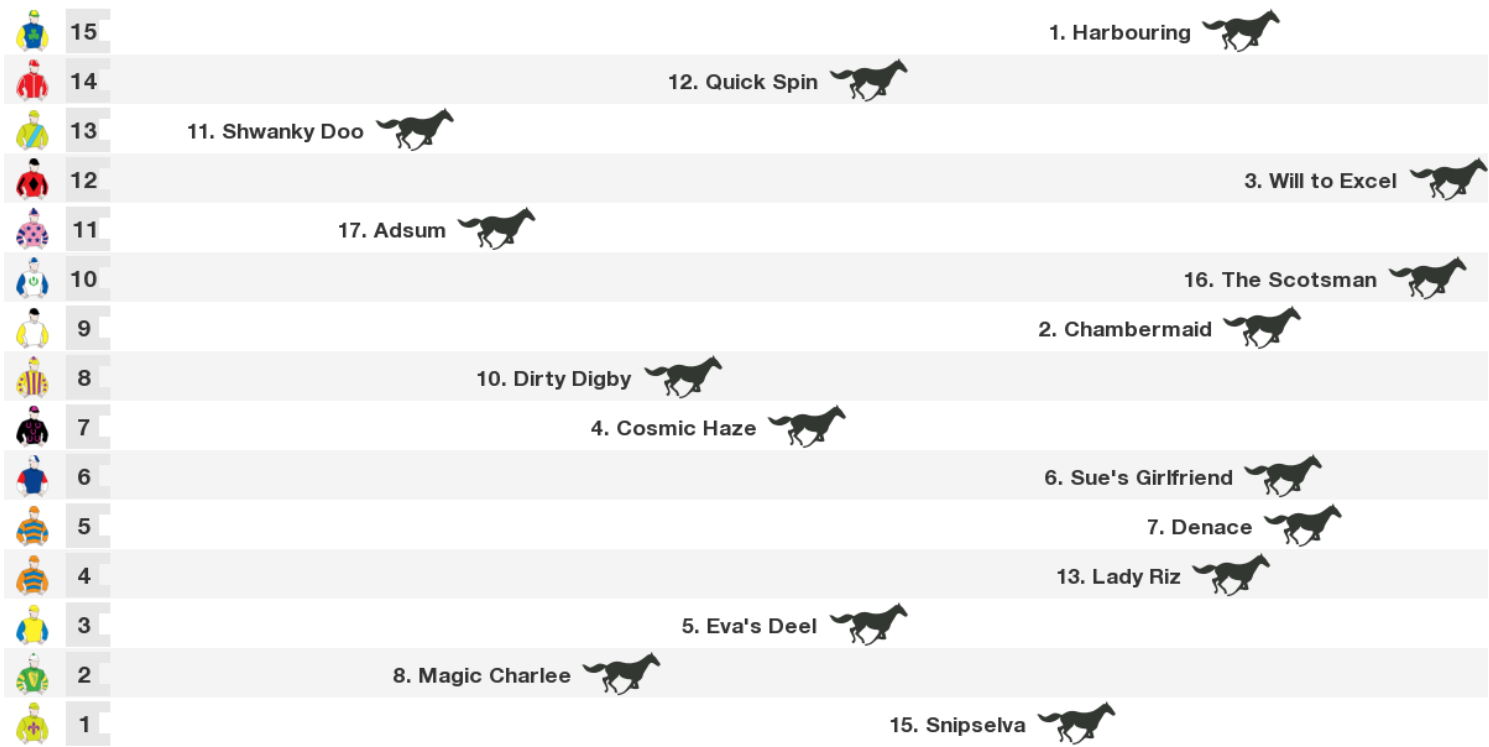 15 1. Harbouring
14 12. Quick Spin
13 11. Shwanky Doo
12 3. Will to Excel
11 17. Adsum
10 16. The Scotsman
9 2. Chambermaid
8 10. Dirty Digby
7 4. Cosmic Haze
6 6. Sue's Girlfriend
5 7. Denace
4 13. Lady Riz
3 5. Eva's Deel
2 8. Magic Charlee
1 15. Snipselva